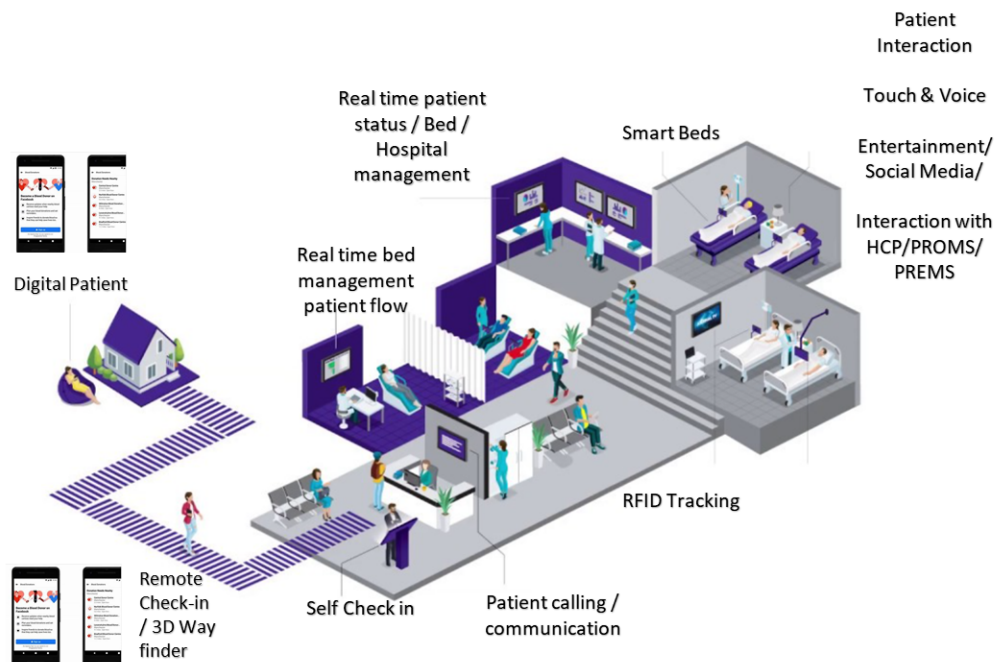 Patient
Interaction
Touch & Voice
Entertainment/
Social Media/
Interaction with
HCP/PROMS/
PREMS
Real time patient
status / Bed /
Hospital
management
Smart Beds
Real time bed
management
patient flow
Digital Patient
RFID Tracking
Remote
Check-in
/ 3D Way
finder
Self Check in
Patient calling /
communication